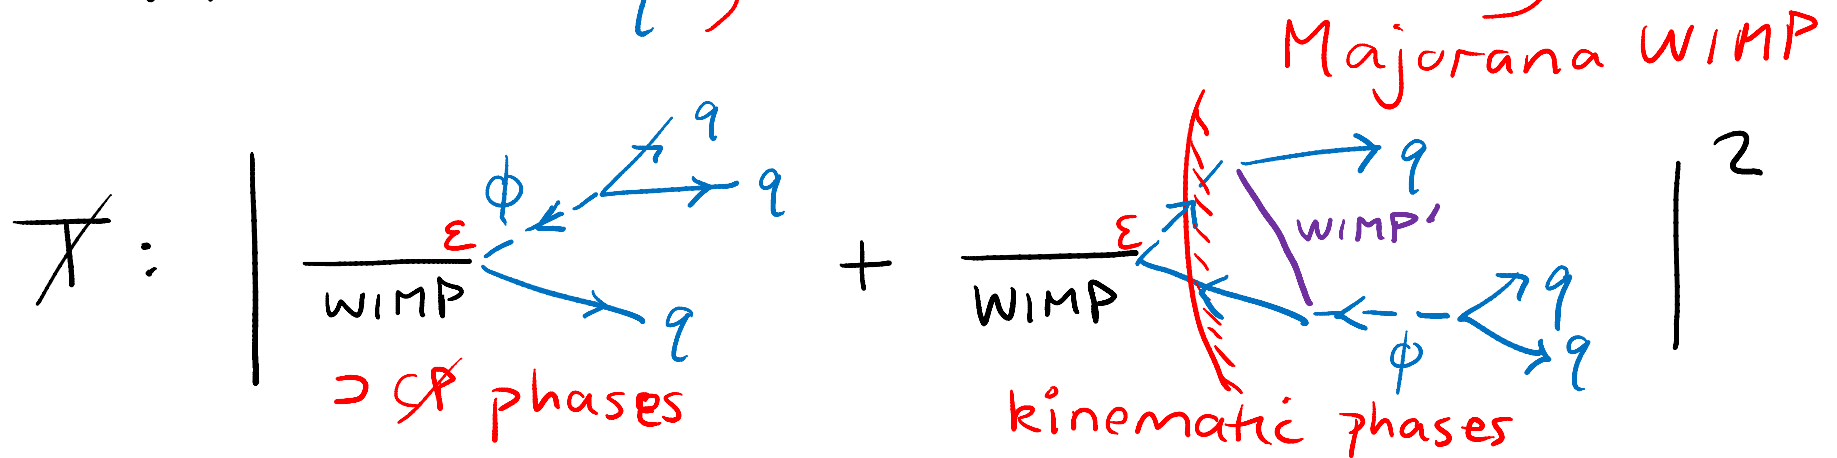 Majorana WIMP
T: | WIMP ε ϕ q q q + WIMP ε q WIMP' ϕ q q |²
⊃ CP phases
kinematic phases